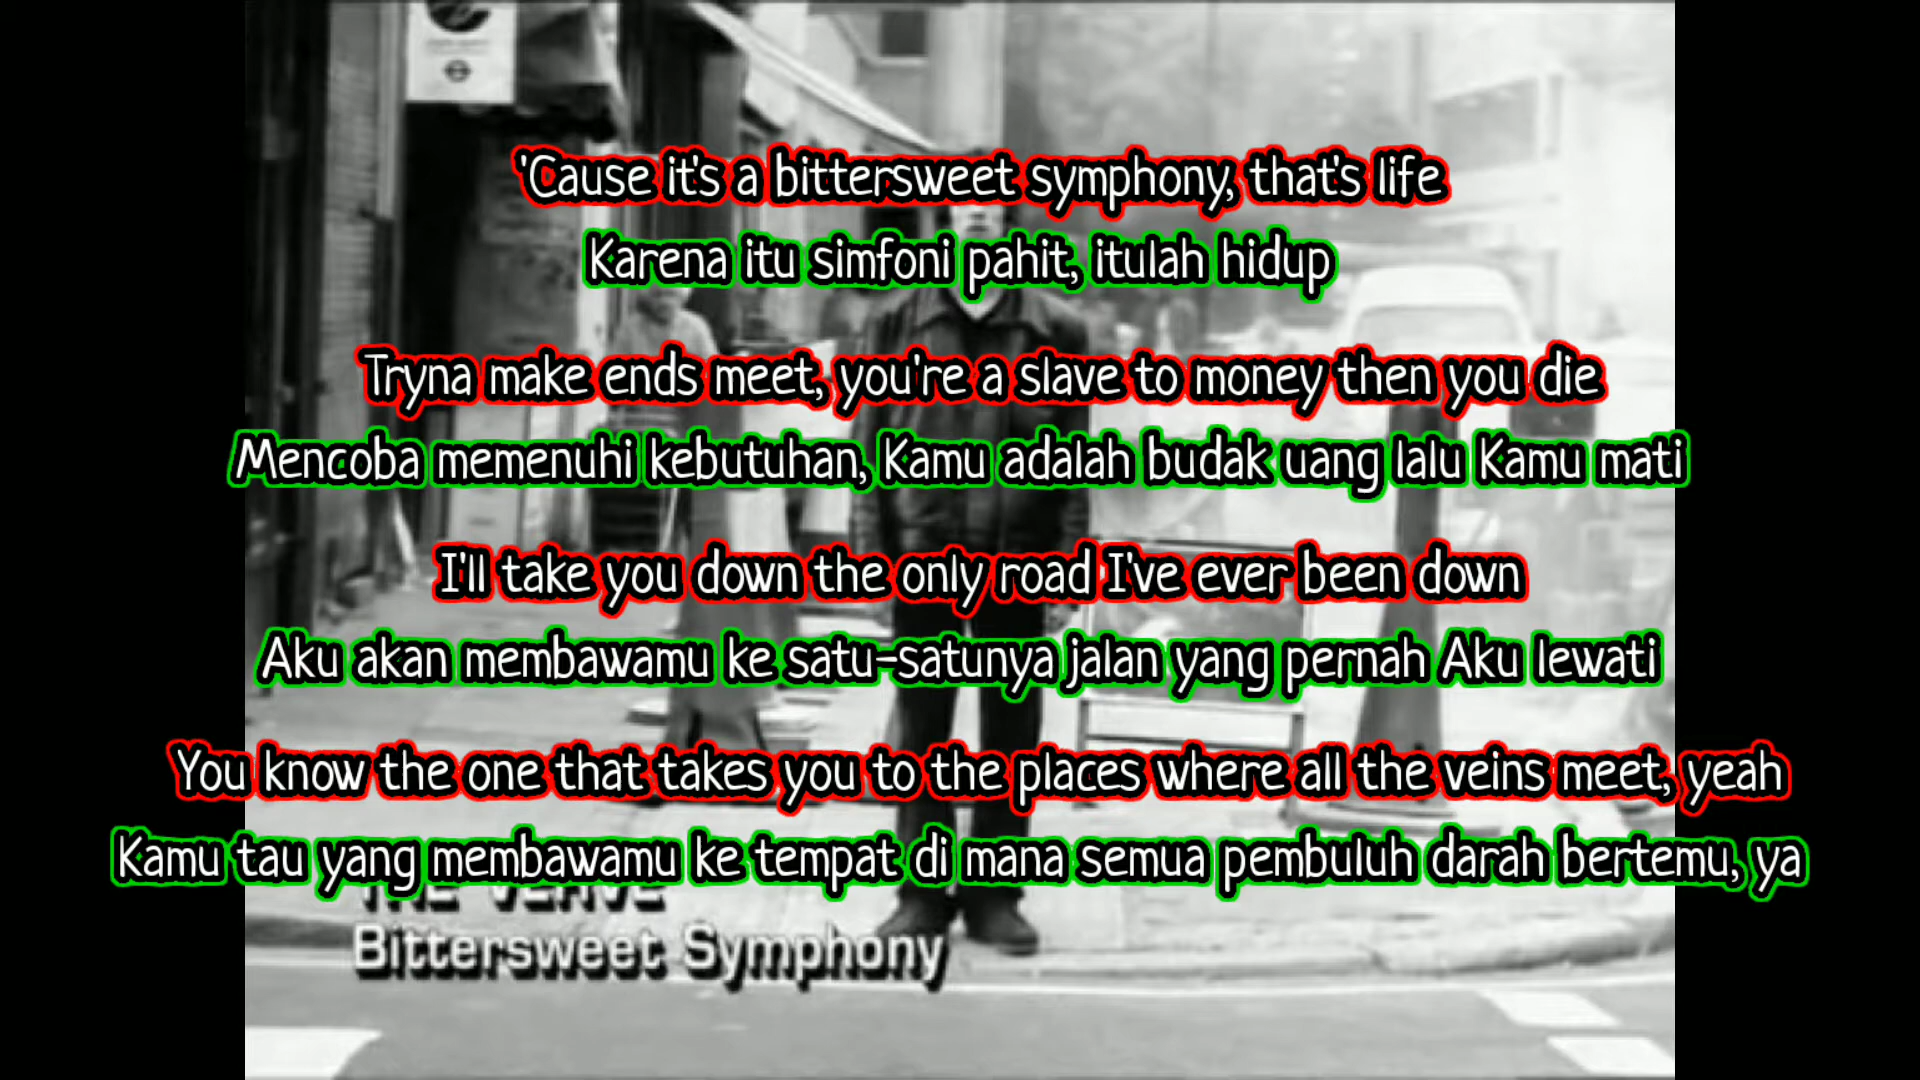 'Cause it's a bittersweet symphony, that's life
Karena itu simfoni pahit, itulah hidup
Tryna make ends meet, you're a slave to money then you die
Mencoba memenuhi kebutuhan, Kamu adalah budak uang lalu Kamu mati
I'll take you down the only road I've ever been down
Aku akan membawamu ke satu-satunya jalan yang pernah Aku lewati
You know the one that takes you to the places where all the veins meet, yeah
Kamu tau yang membawamu ke tempat di mana semua pembuluh darah bertemu, ya
Bittersweet Symphony